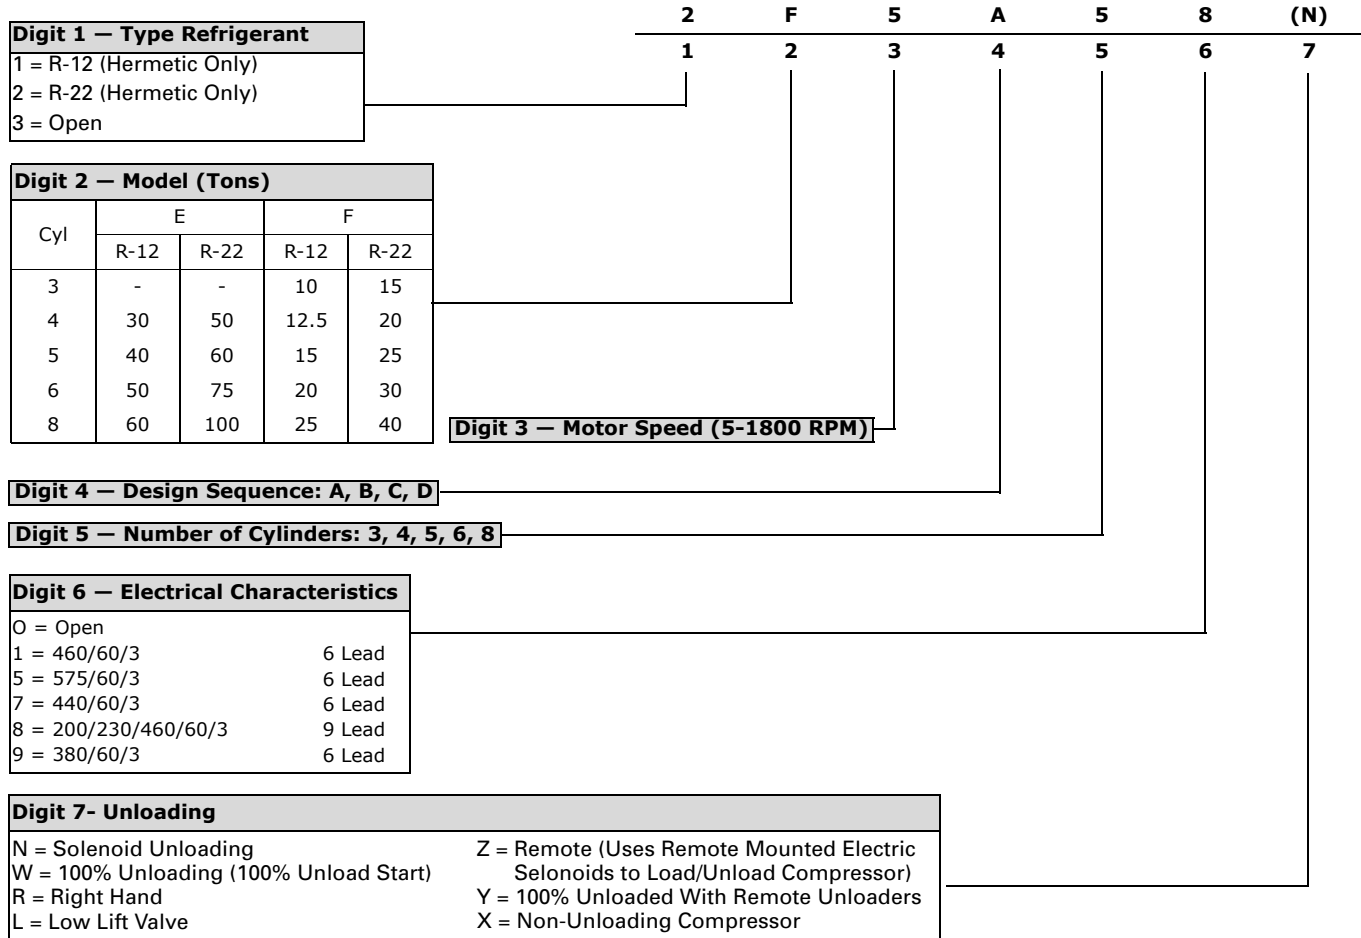 2 F 5 A 5 8 (N)
1 2 3 4 5 6 7
Digit 1 — Type Refrigerant
1 = R-12 (Hermetic Only)
2 = R-22 (Hermetic Only)
3 = Open
Digit 2 — Model (Tons)
Cyl E F
R-12 R-22 R-12 R-22
3 - - 10 15
4 30 50 12.5 20
5 40 60 15 25
6 50 75 20 30
8 60 100 25 40
Digit 3 — Motor Speed (5-1800 RPM)
Digit 4 — Design Sequence: A, B, C, D
Digit 5 — Number of Cylinders: 3, 4, 5, 6, 8
Digit 6 — Electrical Characteristics
O = Open
1 = 460/60/3 6 Lead
5 = 575/60/3 6 Lead
7 = 440/60/3 6 Lead
8 = 200/230/460/60/3 9 Lead
9 = 380/60/3 6 Lead
Digit 7- Unloading
N = Solenoid Unloading
W = 100% Unloading (100% Unload Start)
R = Right Hand
L = Low Lift Valve
Z = Remote (Uses Remote Mounted Electric
Selonoids to Load/Unload Compressor)
Y = 100% Unloaded With Remote Unloaders
X = Non-Unloading Compressor